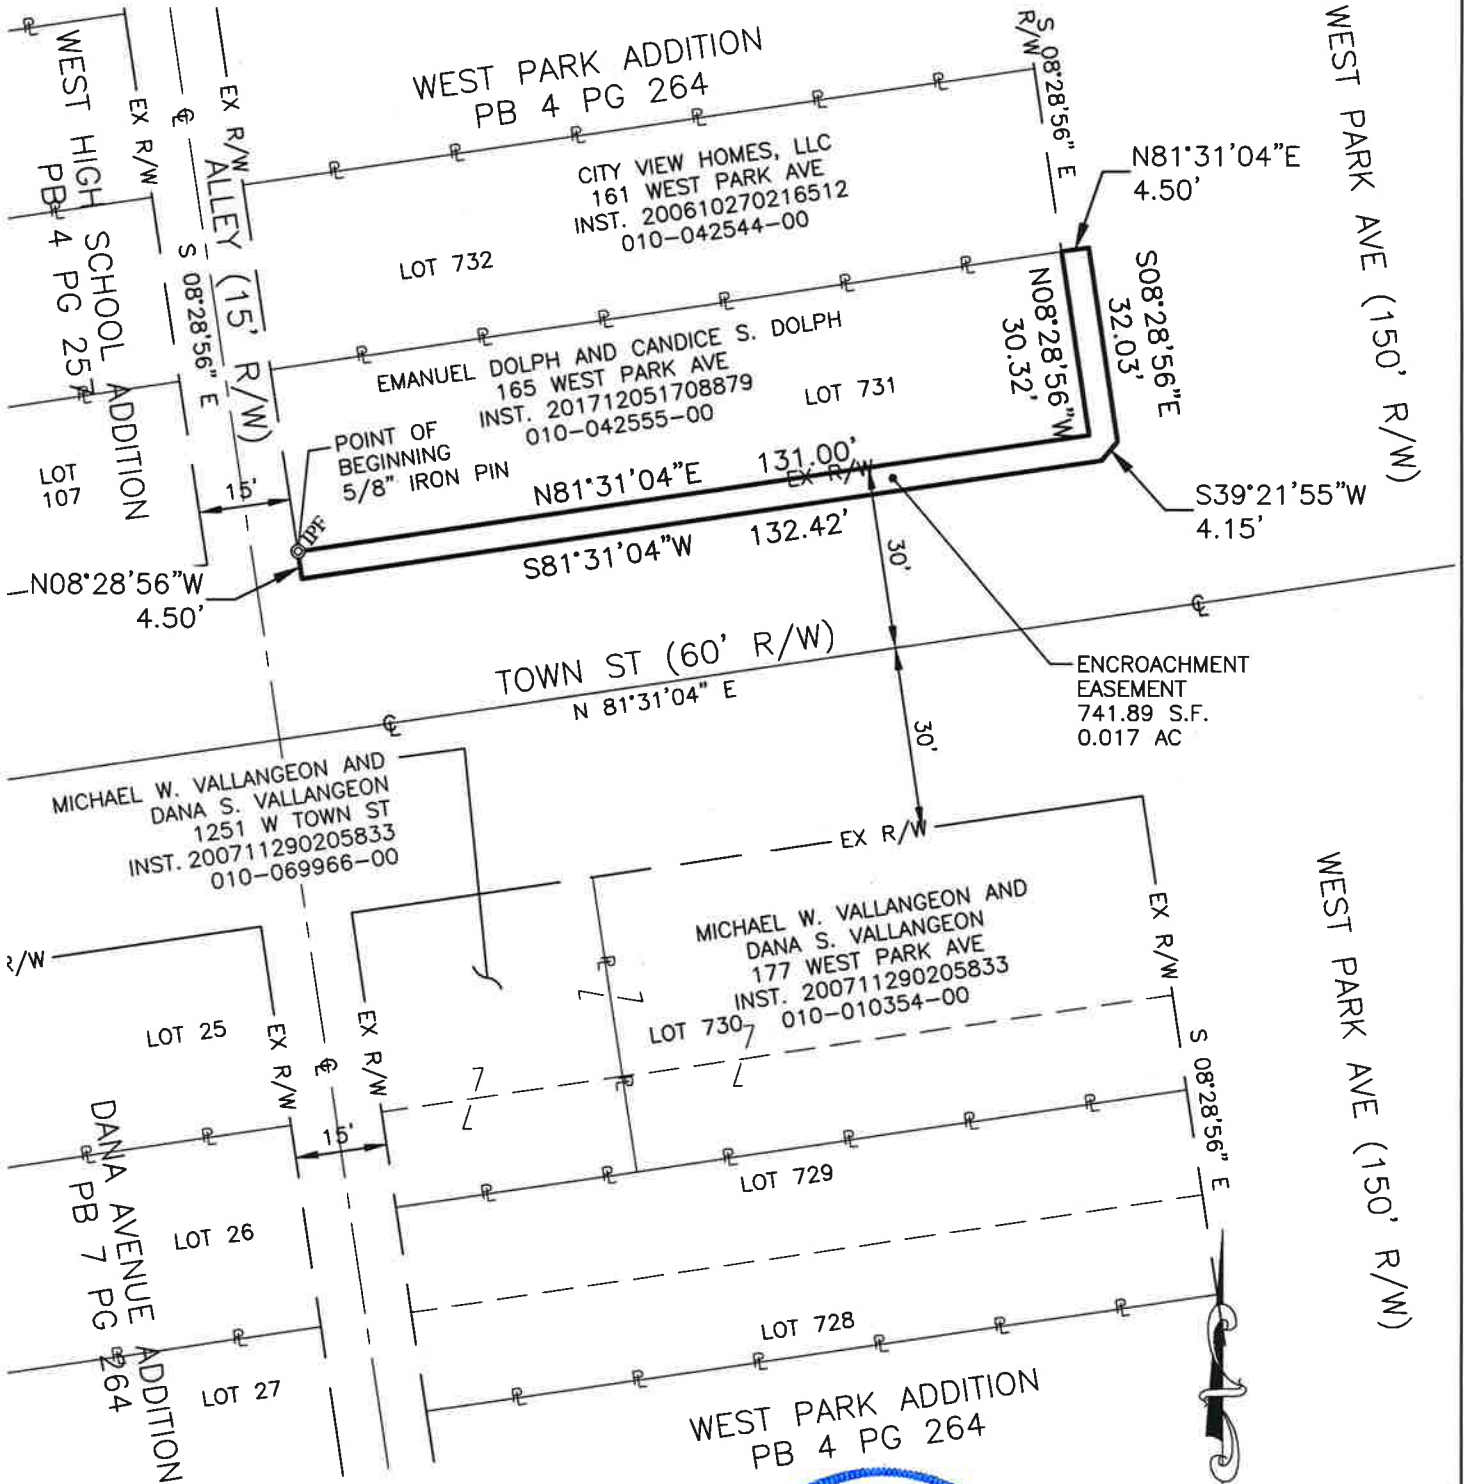 WEST PARK ADDITION
PB 4 PG 264
S 08°28'56" E
R/W
WEST PARK AVE (150' R/W)
WEST HIGH SCHOOL ADDITION
PB 4 PG 257
EX R/W
℄
EX R/W
ALLEY (15' R/W)
S 08°28'56" E
CITY VIEW HOMES, LLC
161 WEST PARK AVE
INST. 200610270216512
010-042544-00
LOT 732
N81°31'04"E
4.50'
S08°28'56"E
32.03'
N08°28'56"W
30.32'
EMANUEL DOLPH AND CANDICE S. DOLPH
165 WEST PARK AVE
INST. 201712051708879
010-042555-00
LOT 731
POINT OF
BEGINNING
5/8" IRON PIN
LOT
107
15'
IPF
N81°31'04"E 131.00'
EX R/W
S81°31'04"W 132.42'
S39°21'55"W
4.15'
N08°28'56"W
4.50'
30'
℄
TOWN ST (60' R/W)
N 81°31'04" E
℄
30'
ENCROACHMENT
EASEMENT
741.89 S.F.
0.017 AC
MICHAEL W. VALLANGEON AND
DANA S. VALLANGEON
1251 W TOWN ST
INST. 200711290205833
010-069966-00
EX R/W
MICHAEL W. VALLANGEON AND
DANA S. VALLANGEON
177 WEST PARK AVE
INST. 200711290205833
010-010354-00
LOT 730
EX R/W
WEST PARK AVE (150' R/W)
R/W
LOT 25
EX R/W
℄
EX R/W
15'
S 08°28'56" E
LOT 729
DANA AVENUE ADDITION
PB 7 PG 264
LOT 26
LOT 728
LOT 27
WEST PARK ADDITION
PB 4 PG 264